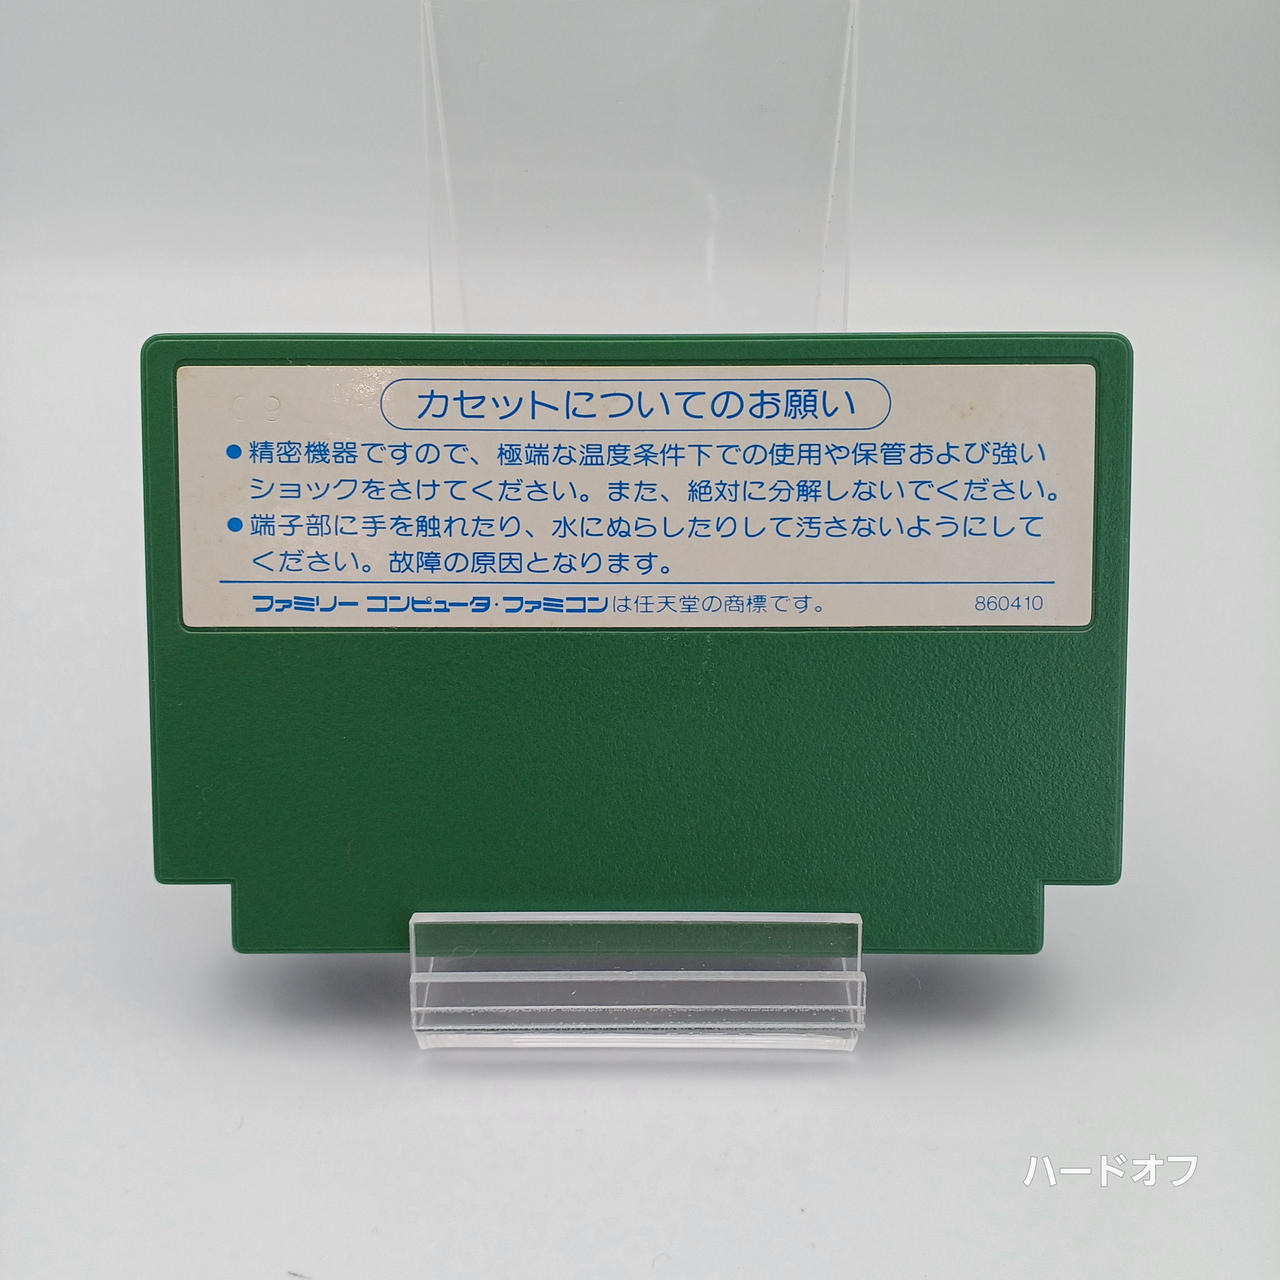 カセットについてのお願い
●精密機器ですので、極端な温度条件下での使用や保管および強い
ショックをさけてください。また、絶対に分解しないでください。
●端子部に手を触れたり、水にぬらしたりして汚さないようにして
ください。故障の原因となります。
ファミリー コンピュータ・ファミコンは任天堂の商標です。 860410
ハードオフ